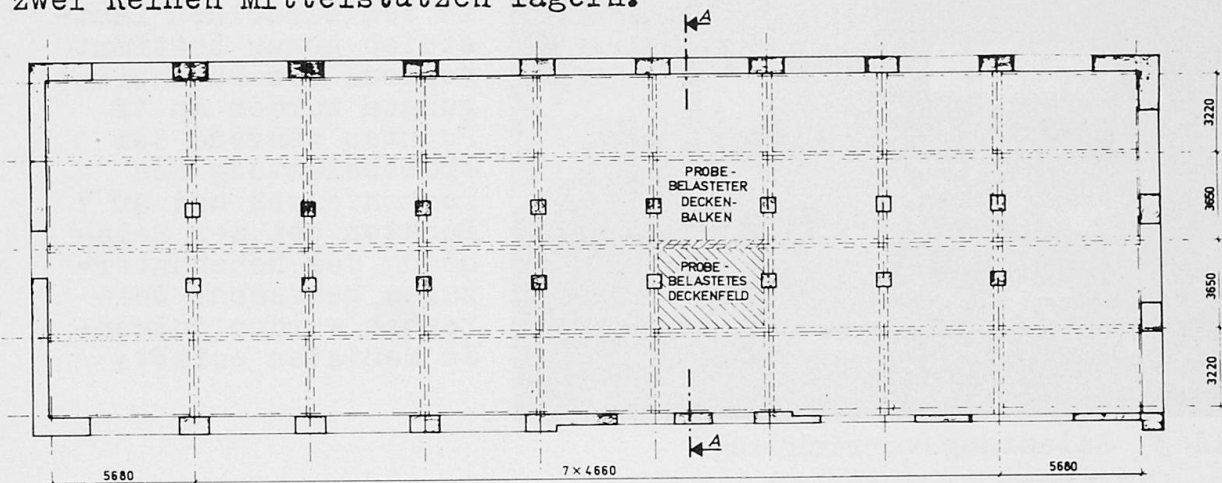 zwei Reihen Mittelstützen lagern.
A
PROBE-
BELASTETER
DECKEN-
BALKEN
PROBE-
BELASTETES
DECKENFELD
3220
3650
3650
3220
A
5680
7 × 4660
5680